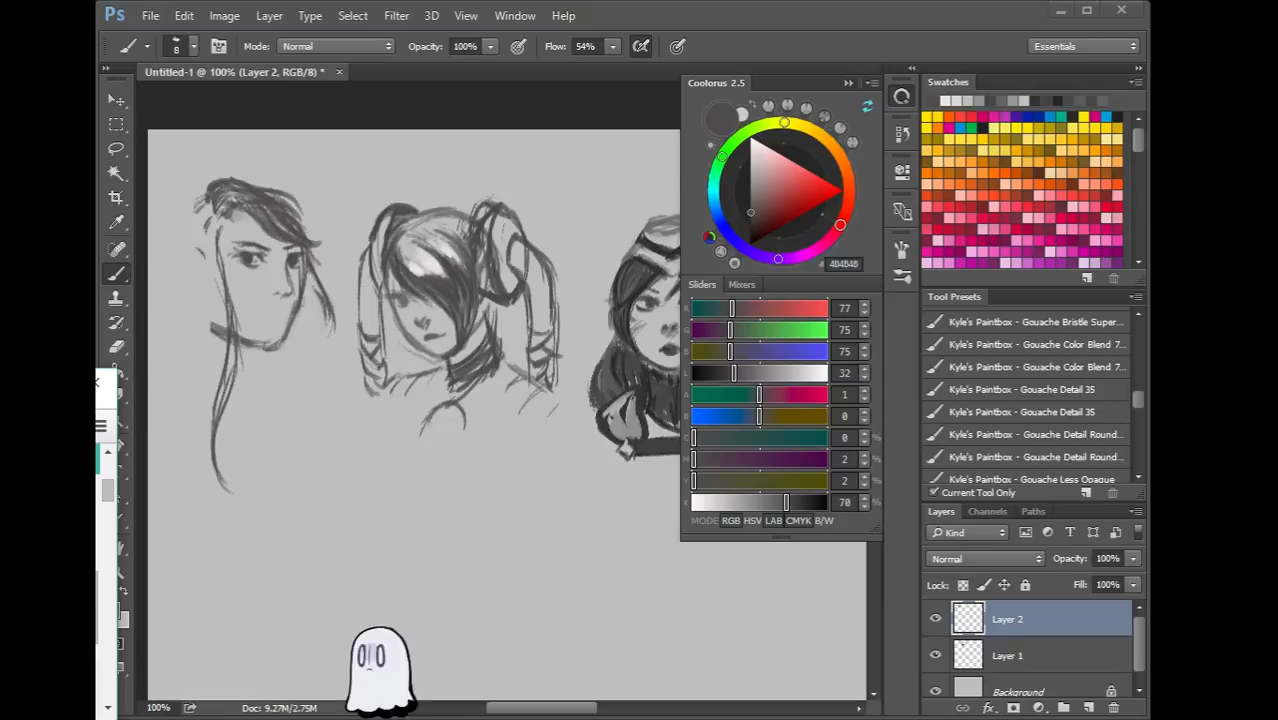 Ps File Edit Image Layer Type Select Filter 3D View Window Help
8 Mode: Normal Opacity: 100% Flow: 54% Essentials
Untitled-1 @ 100% (Layer 2, RGB/8) * ×
Coolorus 2.5
# 4B4B4B
Sliders Mixers
R 77
G 75
B 75
L 32
A 1
B 0
C 0 %
M 2 %
Y 2 %
K 70 %
MODE RGB HSV LAB CMYK B/W
Swatches
Tool Presets
Kyle's Paintbox - Gouache Bristle Super...
Kyle's Paintbox - Gouache Color Blend 7...
Kyle's Paintbox - Gouache Color Blend 7...
Kyle's Paintbox - Gouache Detail 35
Kyle's Paintbox - Gouache Detail 35
Kyle's Paintbox - Gouache Detail Round...
Kyle's Paintbox - Gouache Detail Round...
Kyle's Paintbox - Gouache Less Opaque
Current Tool Only
Layers Channels Paths
Kind
Normal Opacity: 100%
Lock: Fill: 100%
Layer 2
Layer 1
Background
100% Doc: 9.27M/2.75M